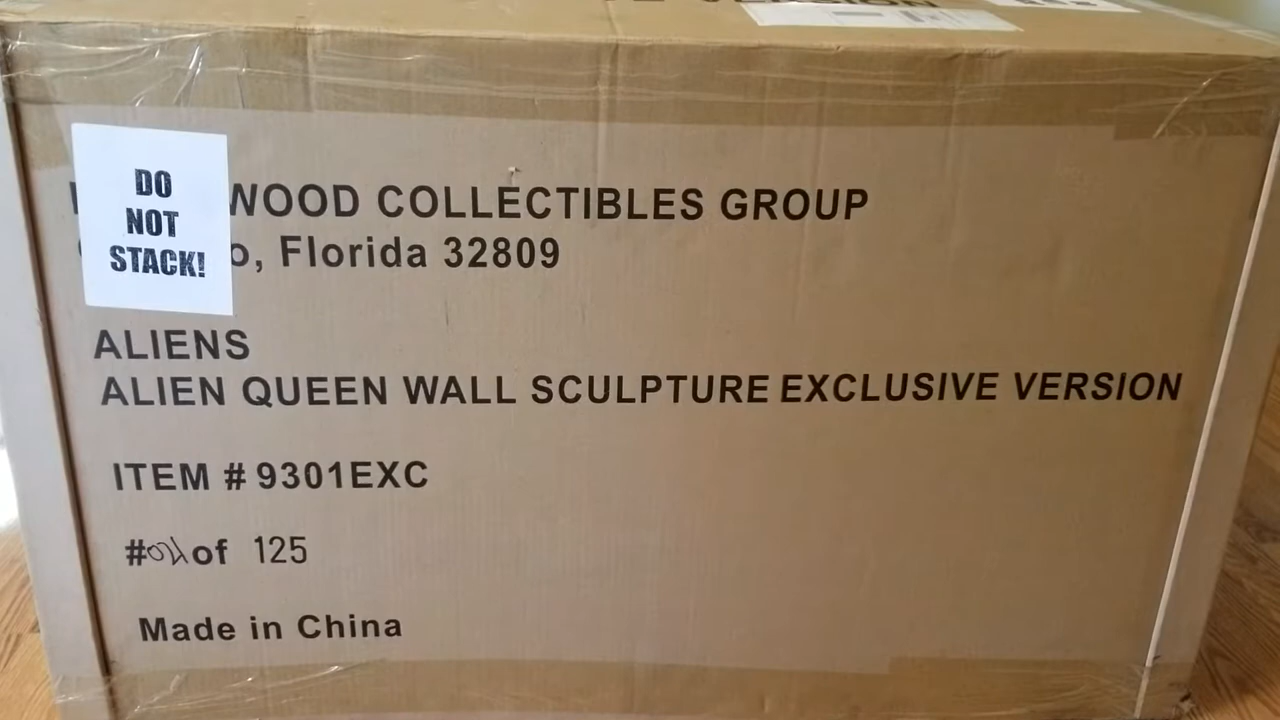 DO
NOT
STACK!
WOOD COLLECTIBLES GROUP
o, Florida 32809
ALIENS
ALIEN QUEEN WALL SCULPTURE EXCLUSIVE VERSION
ITEM # 9301EXC
# of 125
Made in China